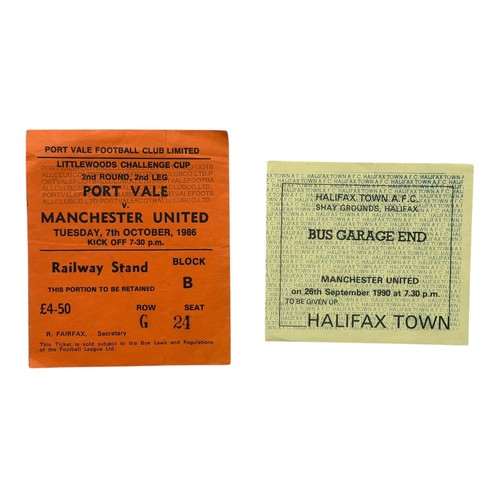 PORT VALE FOOTBALL CLUB LIMITED
LITTLEWOODS CHALLENGE CUP
2nd ROUND, 2nd LEG
PORT VALE
v.
MANCHESTER UNITED
TUESDAY, 7th OCTOBER, 1986
KICK OFF 7-30 p.m.
Railway Stand
BLOCK
B
THIS PORTION TO BE RETAINED
£4-50
ROW
G
SEAT
24
R. FAIRFAX, Secretary
This Ticket is sold subject to the Bye Laws and Regulations
of the Football League Ltd.
HALIFAX TOWN A.F.C.
SHAY GROUNDS, HALIFAX
BUS GARAGE END
MANCHESTER UNITED
on 26th September 1990 at 7.30 p.m.
TO BE GIVEN UP
HALIFAX TOWN